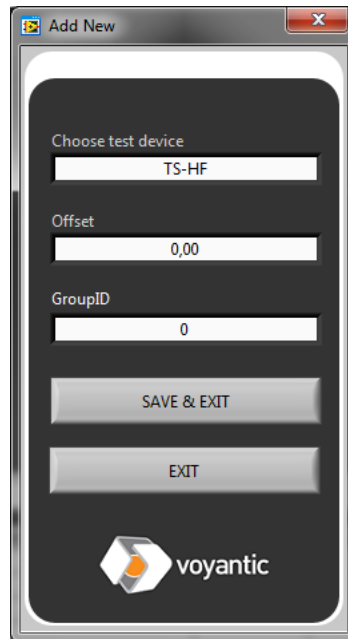 Add New
Choose test device
TS-HF
Offset
0,00
GroupID
0
SAVE & EXIT
EXIT
voyantic